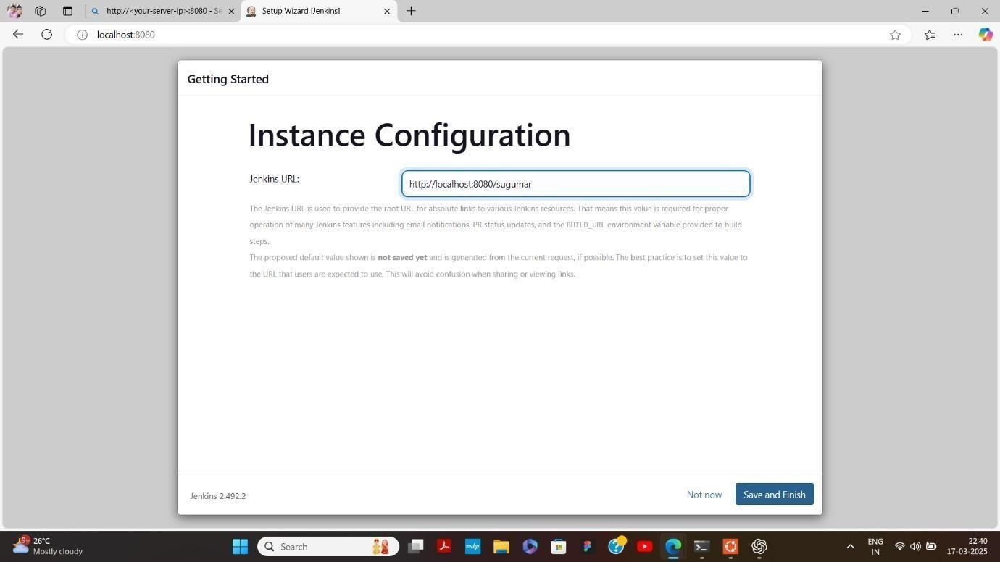 http://<your-server-ip>:8080 - Se
Setup Wizard [Jenkins]
localhost:8080
Getting Started
Instance Configuration
Jenkins URL:
http://localhost:8080/sugumar
The Jenkins URL is used to provide the root URL for absolute links to various Jenkins resources. That means this value is required for proper
operation of many Jenkins features including email notifications, PR status updates, and the BUILD_URL environment variable provided to build
steps.
The proposed default value shown is not saved yet and is generated from the current request, if possible. The best practice is to set this value to
the URL that users are expected to use. This will avoid confusion when sharing or viewing links.
Jenkins 2.492.2
Not now
Save and Finish
9+
26°C
Mostly cloudy
Search
myhp
ENG
IN
22:40
17-03-2025